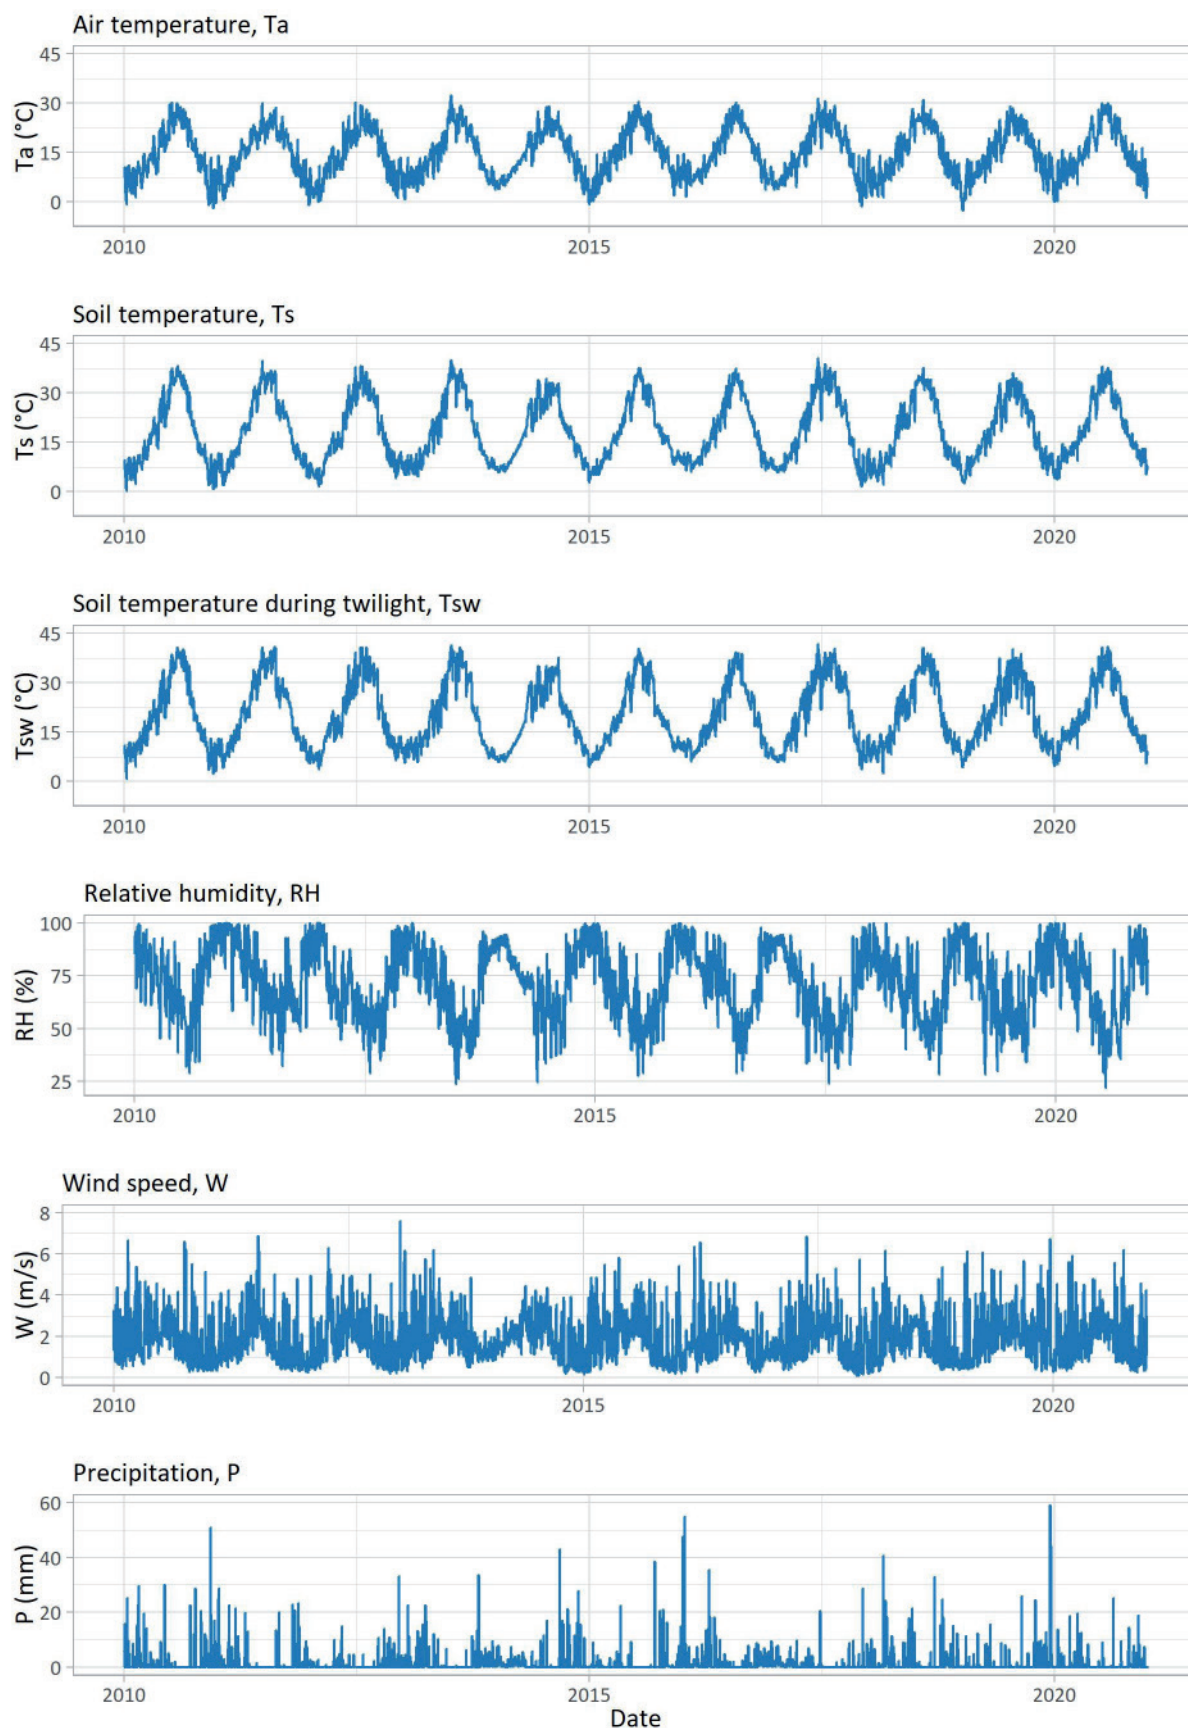 Air temperature, Ta
45
30
15
0
Ta (°C)
2010 2015 2020
Soil temperature, Ts
45
30
15
0
Ts (°C)
2010 2015 2020
Soil temperature during twilight, Tsw
45
30
15
0
Tsw (°C)
2010 2015 2020
Relative humidity, RH
100
75
50
25
RH (%)
2010 2015 2020
Wind speed, W
8
6
4
2
0
W (m/s)
2010 2015 2020
Precipitation, P
60
40
20
0
P (mm)
2010 2015 2020
Date